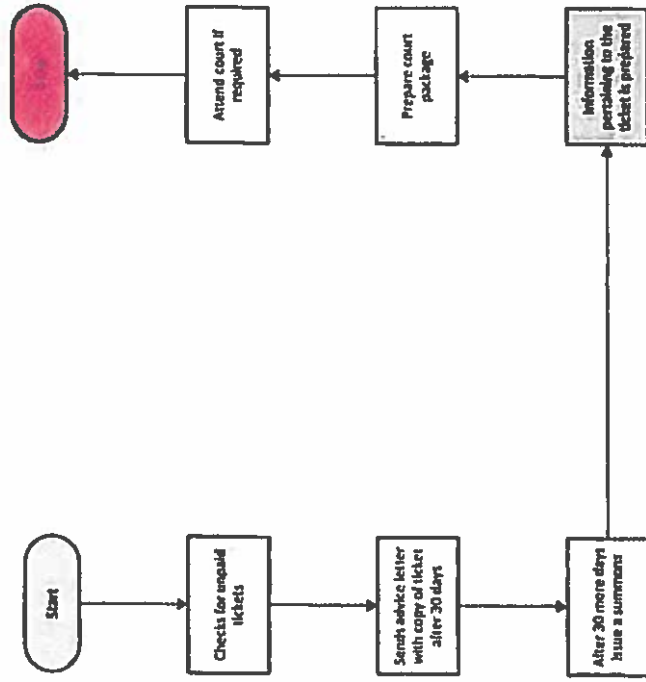 Start
Checks for unpaid
tickets
Sends advice letter
with copy of ticket
after 30 days
After 30 more days
issue a summons
Information
pertaining to the
ticket is prepared
Prepare court
package
Attend court if
required